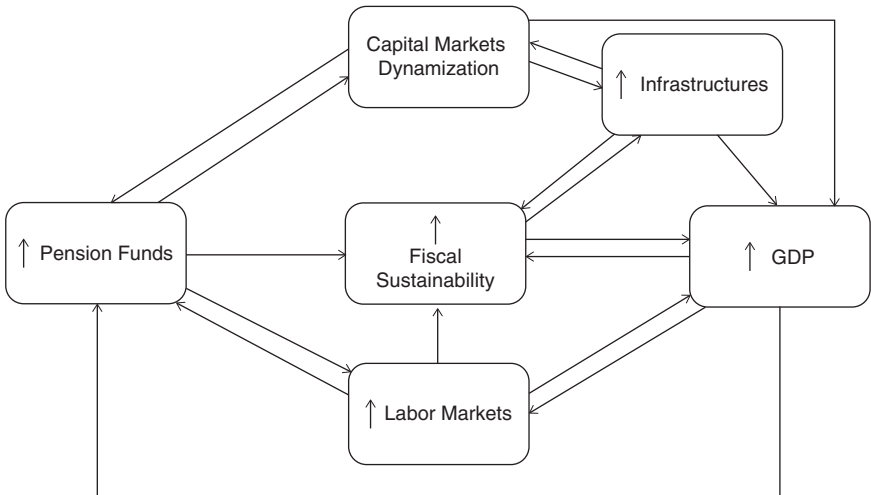 Capital Markets
Dynamization
↑ Infrastructures
↑ Pension Funds
↑
Fiscal
Sustainability
↑ GDP
↑ Labor Markets